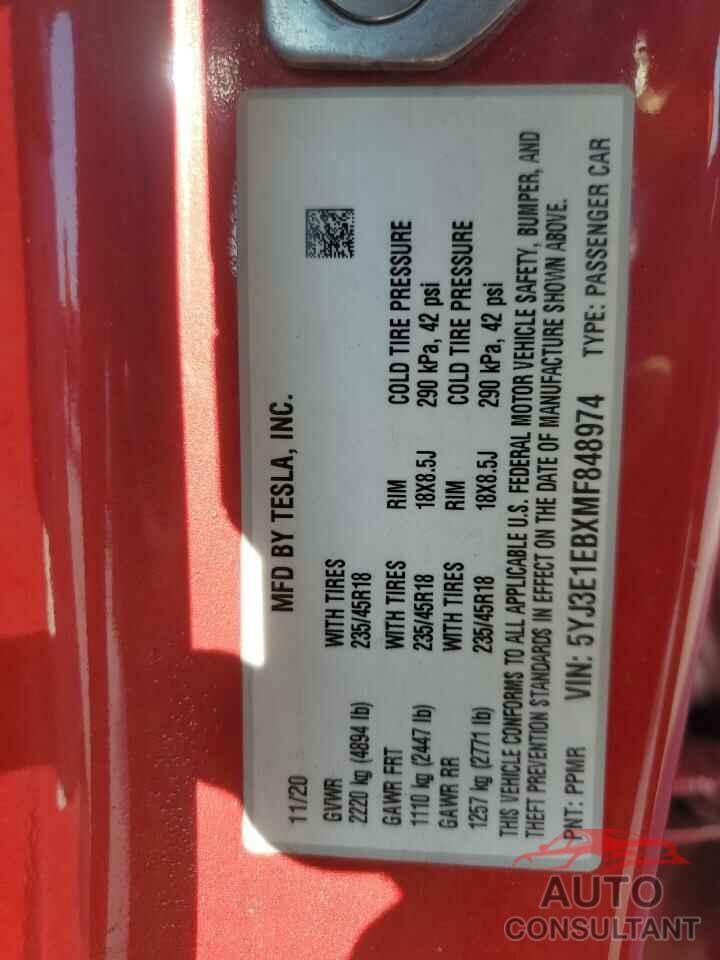 MFD BY TESLA, INC.
11/20
GVWR WITH TIRES
2220 kg (4894 lb) 235/45R18
GAWR FRT WITH TIRES RIM COLD TIRE PRESSURE
1110 kg (2447 lb) 235/45R18 18X8.5J 290 kPa, 42 psi
GAWR RR WITH TIRES RIM COLD TIRE PRESSURE
1257 kg (2771 lb) 235/45R18 18X8.5J 290 kPa, 42 psi
THIS VEHICLE CONFORMS TO ALL APPLICABLE U.S. FEDERAL MOTOR VEHICLE SAFETY, BUMPER, AND
THEFT PREVENTION STANDARDS IN EFFECT ON THE DATE OF MANUFACTURE SHOWN ABOVE.
PNT: PPMR VIN: 5YJ3E1EBXMF848974 TYPE: PASSENGER CAR
AUTO
CONSULTANT